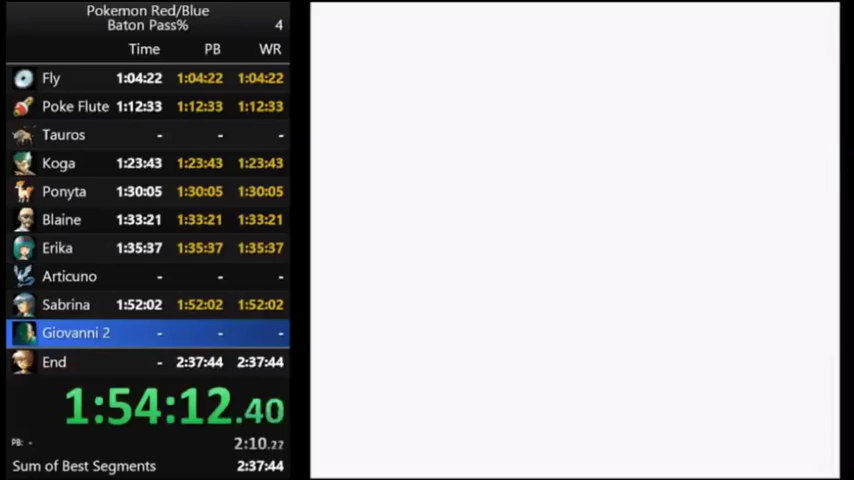 Pokemon Red/Blue
Baton Pass% 4
Time PB WR
Fly 1:04:22 1:04:22 1:04:22
Poke Flute 1:12:33 1:12:33 1:12:33
Tauros - - -
Koga 1:23:43 1:23:43 1:23:43
Ponyta 1:30:05 1:30:05 1:30:05
Blaine 1:33:21 1:33:21 1:33:21
Erika 1:35:37 1:35:37 1:35:37
Articuno - - -
Sabrina 1:52:02 1:52:02 1:52:02
Giovanni 2 - - -
End - 2:37:44 2:37:44
1:54:12.40
PB: - 2:10.22
Sum of Best Segments 2:37:44